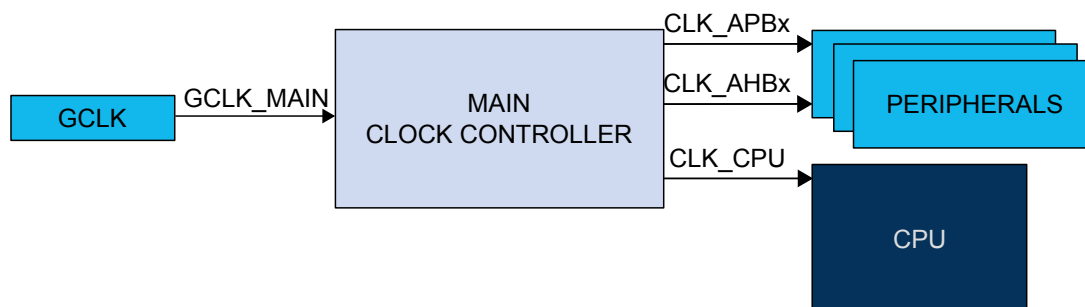 GCLK
GCLK_MAIN
MAIN
CLOCK CONTROLLER
CLK_APBx
CLK_AHBx
CLK_CPU
PERIPHERALS
CPU